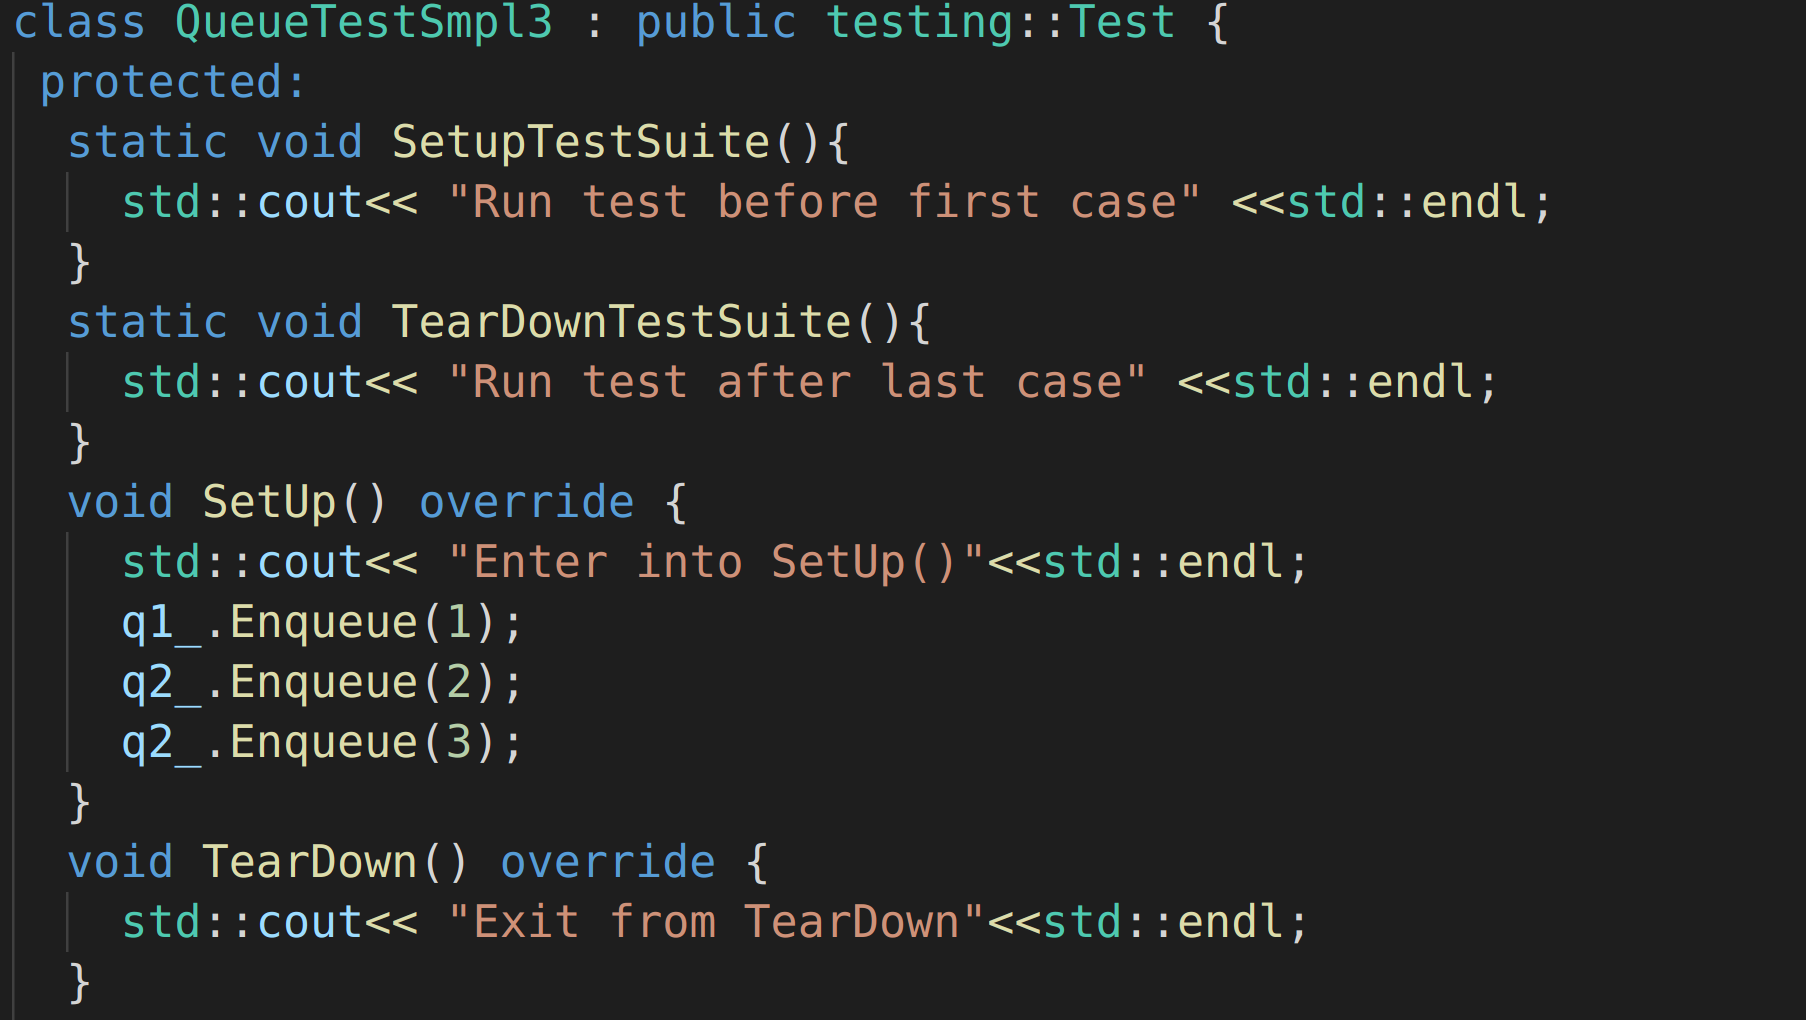 class QueueTestSmpl3 : public testing::Test {
 protected:
  static void SetupTestSuite(){
    std::cout<< "Run test before first case" <<std::endl;
  }
  static void TearDownTestSuite(){
    std::cout<< "Run test after last case" <<std::endl;
  }
  void SetUp() override {
    std::cout<< "Enter into SetUp()"<<std::endl;
    q1_.Enqueue(1);
    q2_.Enqueue(2);
    q2_.Enqueue(3);
  }
  void TearDown() override {
    std::cout<< "Exit from TearDown"<<std::endl;
  }